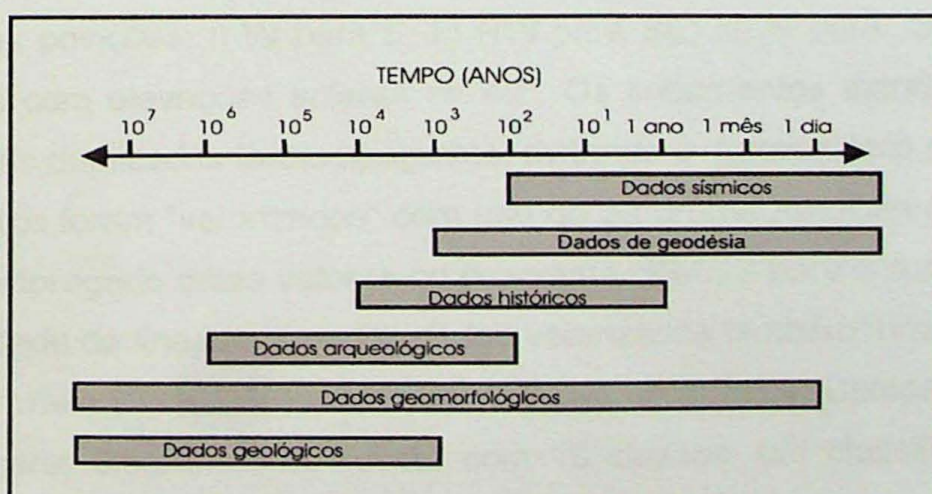 TEMPO (ANOS)
10⁷ 10⁶ 10⁵ 10⁴ 10³ 10² 10¹ 1 ano 1 mês 1 dia
Dados sísmicos
Dados de geodésia
Dados históricos
Dados arqueológicos
Dados geomorfológicos
Dados geológicos